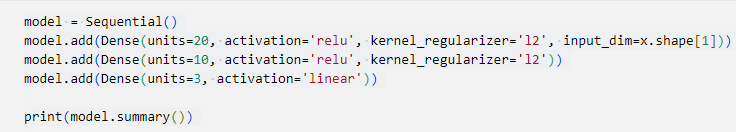 model = Sequential()
model.add(Dense(units=20, activation='relu', kernel_regularizer='l2', input_dim=x.shape[1]))
model.add(Dense(units=10, activation='relu', kernel_regularizer='l2'))
model.add(Dense(units=3, activation='linear'))
print(model.summary())